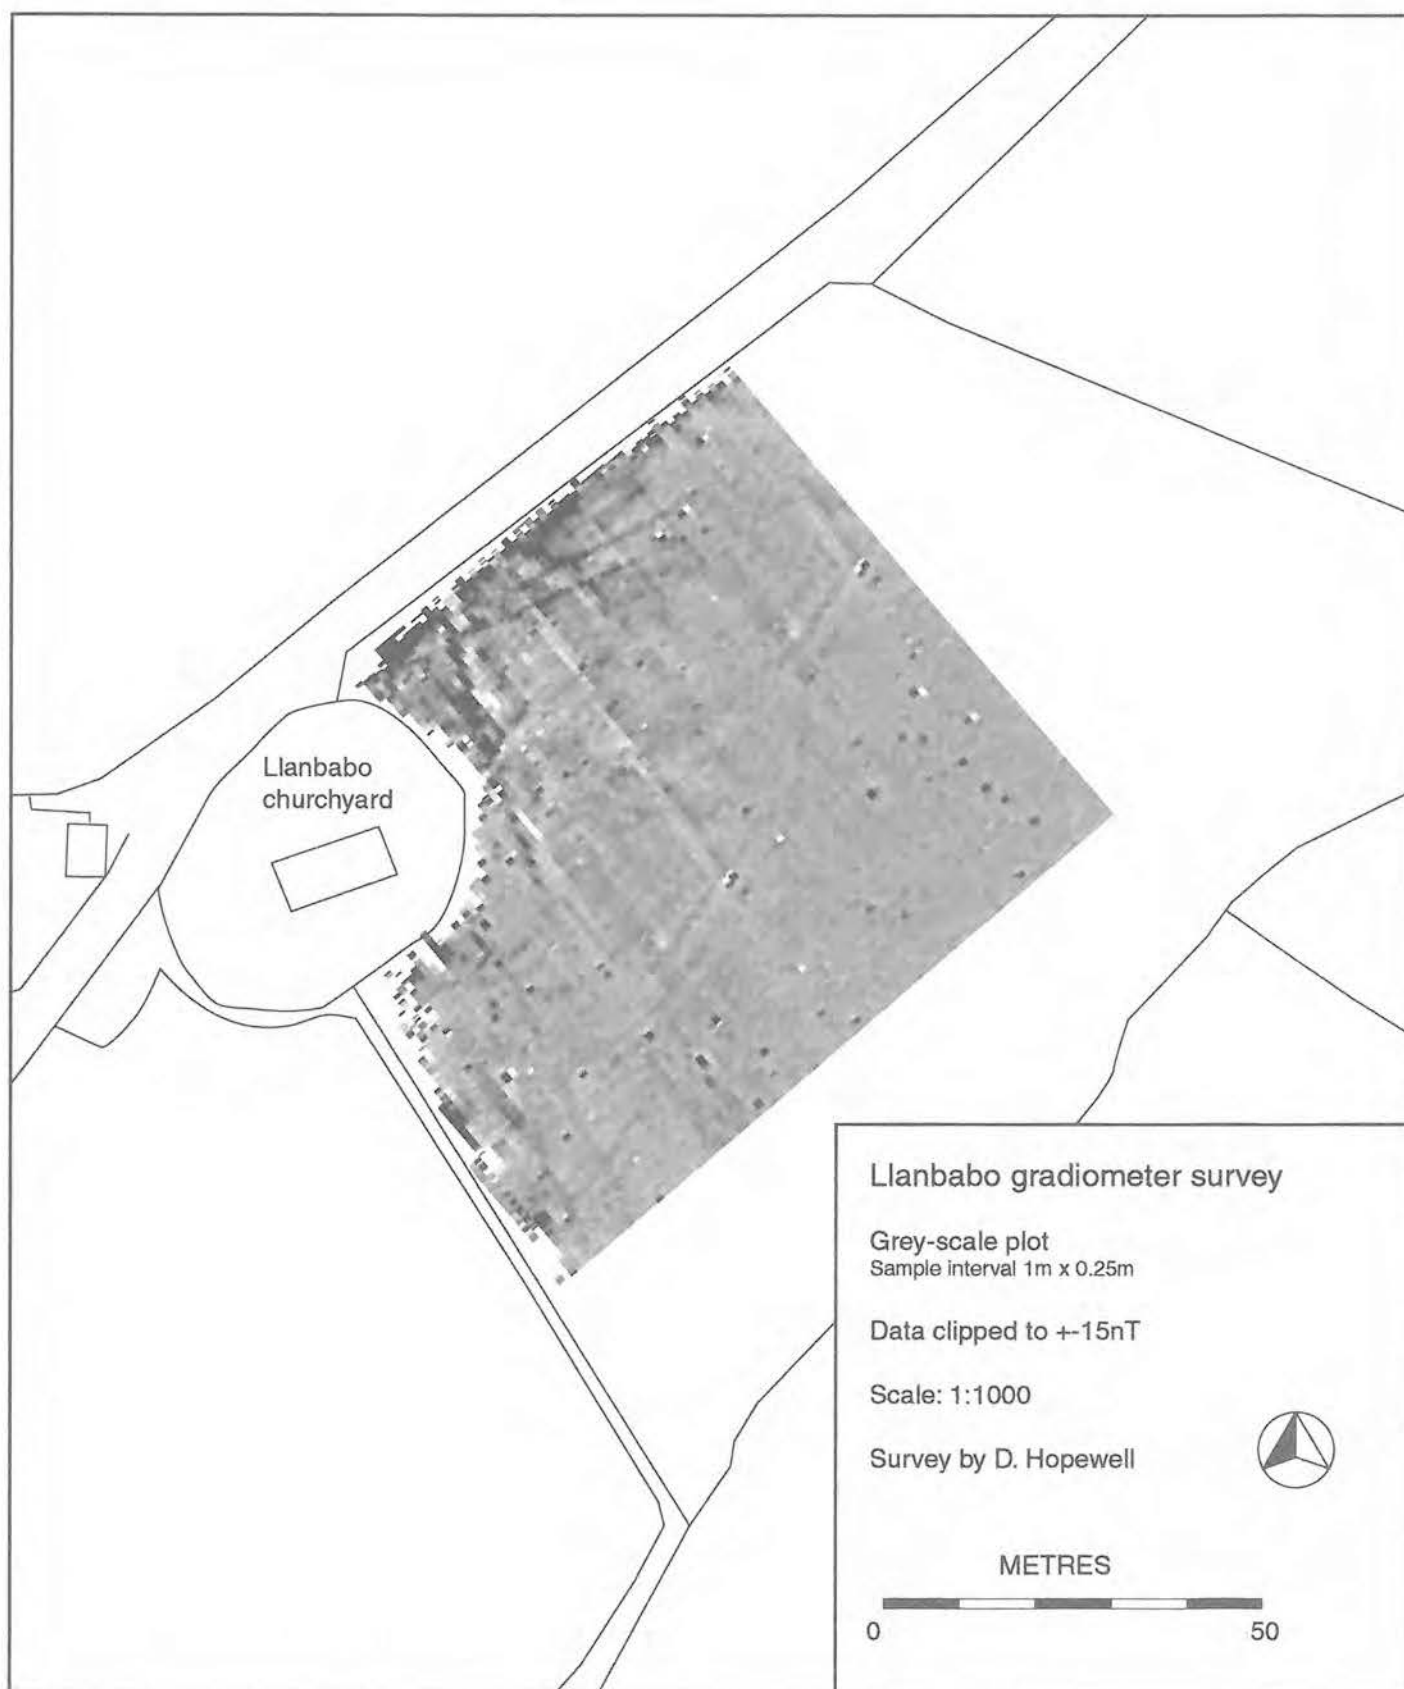 Llanbabo
churchyard
Llanbabo gradiometer survey
Grey-scale plot
Sample interval 1m x 0.25m
Data clipped to +-15nT
Scale: 1:1000
Survey by D. Hopewell
METRES
0 50